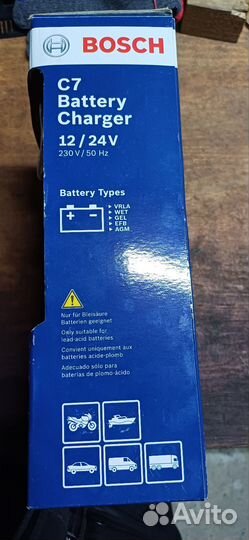 BOSCH
C7
Battery
Charger
12/24V
230 V / 50 Hz
Battery Types
VRLA
WET
GEL
EFB
AGM
Nur für Bleisäure
Batterien geeignet
Only suitable for
lead-acid batteries
Convient uniquement aux
batteries acide-plomb
Adecuado sólo para
baterías de plomo-ácido
Avito